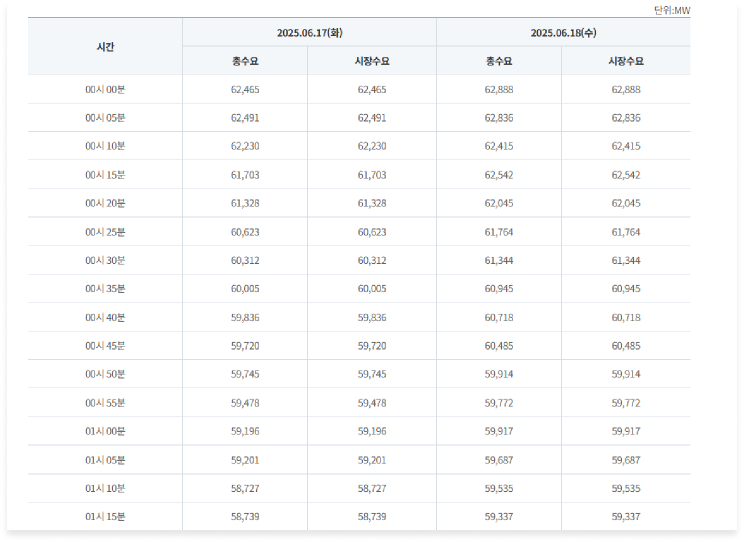 단위:MW
시간 2025.06.17(화) 2025.06.18(수)
총수요 시장수요 총수요 시장수요
00시 00분 62,465 62,465 62,888 62,888
00시 05분 62,491 62,491 62,836 62,836
00시 10분 62,230 62,230 62,415 62,415
00시 15분 61,703 61,703 62,542 62,542
00시 20분 61,328 61,328 62,045 62,045
00시 25분 60,623 60,623 61,764 61,764
00시 30분 60,312 60,312 61,344 61,344
00시 35분 60,005 60,005 60,945 60,945
00시 40분 59,836 59,836 60,718 60,718
00시 45분 59,720 59,720 60,485 60,485
00시 50분 59,745 59,745 59,914 59,914
00시 55분 59,478 59,478 59,772 59,772
01시 00분 59,196 59,196 59,917 59,917
01시 05분 59,201 59,201 59,687 59,687
01시 10분 58,727 58,727 59,535 59,535
01시 15분 58,739 58,739 59,337 59,337